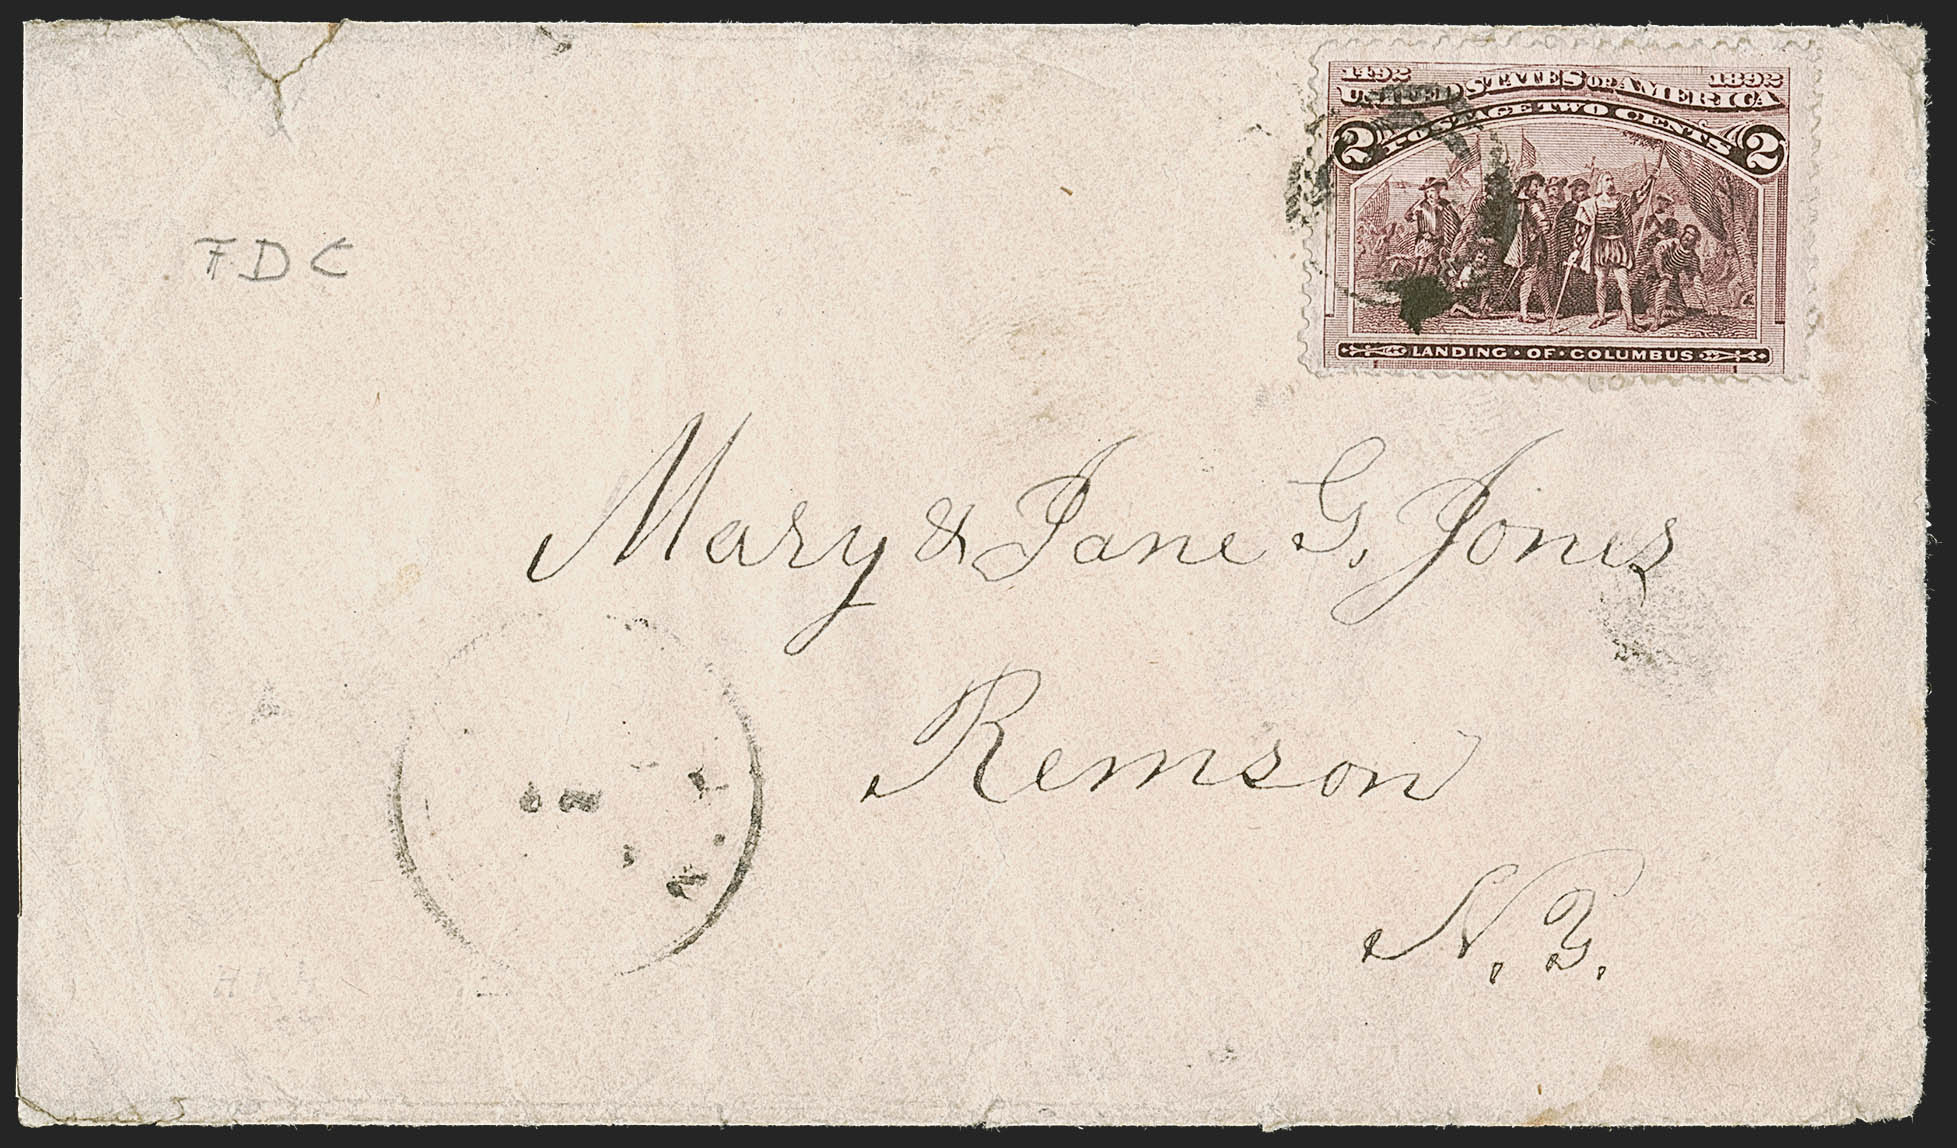 1492 1892
UNITED STATES OF AMERICA
POSTAGE TWO CENTS
2 2
LANDING · OF · COLUMBUS
FDC
Mary & Jane G. Jones
Remson
N.Y.